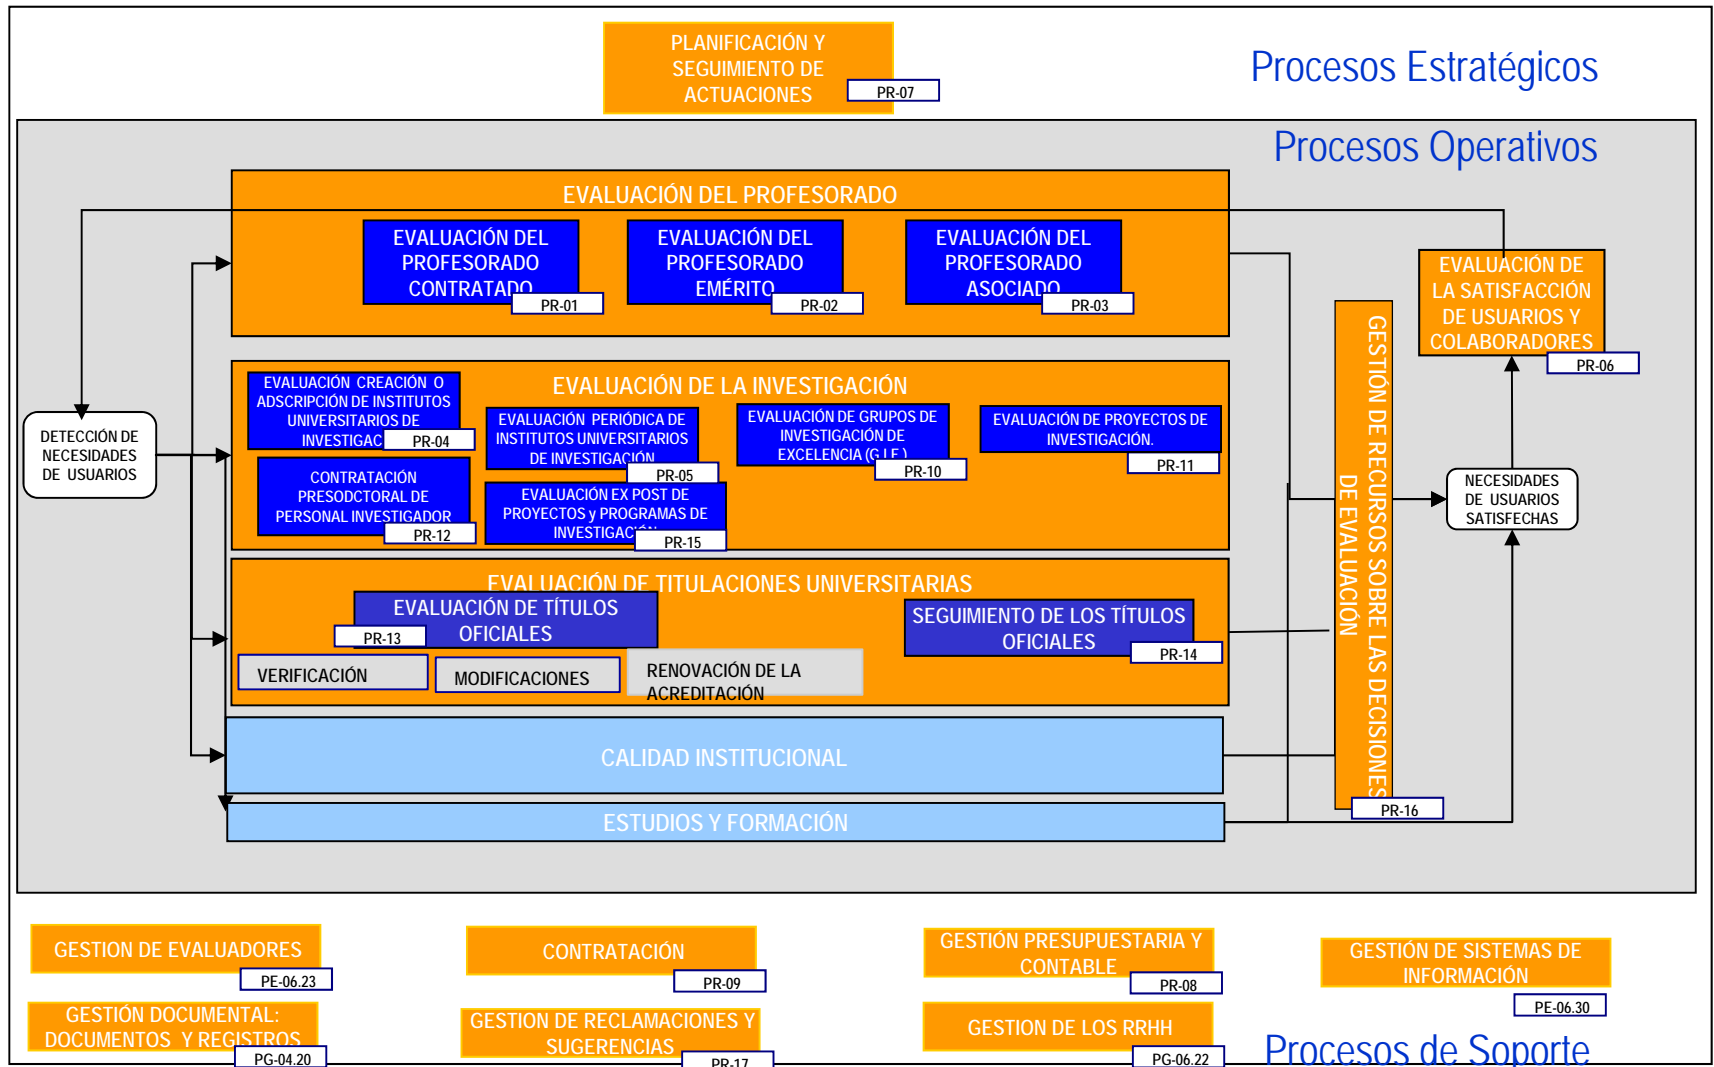 PLANIFICACIÓN Y
SEGUIMIENTO DE
ACTUACIONES
PR-07
Procesos Estratégicos
Procesos Operativos
EVALUACIÓN DEL PROFESORADO
EVALUACIÓN DEL
PROFESORADO
CONTRATADO
PR-01
EVALUACIÓN DEL
PROFESORADO
EMÉRITO
PR-02
EVALUACIÓN DEL
PROFESORADO
ASOCIADO
PR-03
EVALUACIÓN DE
LA SATISFACCIÓN
DE USUARIOS Y
COLABORADORES
PR-06
EVALUACIÓN DE LA INVESTIGACIÓN
EVALUACIÓN CREACIÓN O
ADSCRIPCIÓN DE INSTITUTOS
UNIVERSITARIOS DE
INVESTIGAC
PR-04
EVALUACIÓN PERIÓDICA DE
INSTITUTOS UNIVERSITARIOS
DE INVESTIGACIÓN
PR-05
EVALUACIÓN DE GRUPOS DE
INVESTIGACIÓN DE
EXCELENCIA (G.I.E.)
PR-10
EVALUACIÓN DE PROYECTOS DE
INVESTIGACIÓN.
PR-11
CONTRATACIÓN
PRESODCTORAL DE
PERSONAL INVESTIGADOR
PR-12
EVALUACIÓN EX POST DE
PROYECTOS y PROGRAMAS DE
INVESTIGACIÓN
PR-15
DETECCIÓN DE
NECESIDADES
DE USUARIOS
NECESIDADES
DE USUARIOS
SATISFECHAS
GESTIÓN DE RECURSOS SOBRE LAS DECISIONES
DE EVALUACIÓN
PR-16
EVALUACIÓN DE TITULACIONES UNIVERSITARIAS
EVALUACIÓN DE TÍTULOS
OFICIALES
PR-13
SEGUIMIENTO DE LOS TÍTULOS
OFICIALES
PR-14
VERIFICACIÓN
MODIFICACIONES
RENOVACIÓN DE LA
ACREDITACIÓN
CALIDAD INSTITUCIONAL
ESTUDIOS Y FORMACIÓN
GESTION DE EVALUADORES
PE-06.23
CONTRATACIÓN
PR-09
GESTIÓN PRESUPUESTARIA Y
CONTABLE
PR-08
GESTIÓN DE SISTEMAS DE
INFORMACIÓN
PE-06.30
GESTIÓN DOCUMENTAL:
DOCUMENTOS Y REGISTROS
PG-04.20
GESTION DE RECLAMACIONES Y
SUGERENCIAS
PR-17
GESTION DE LOS RRHH
PG-06.22
Procesos de Soporte